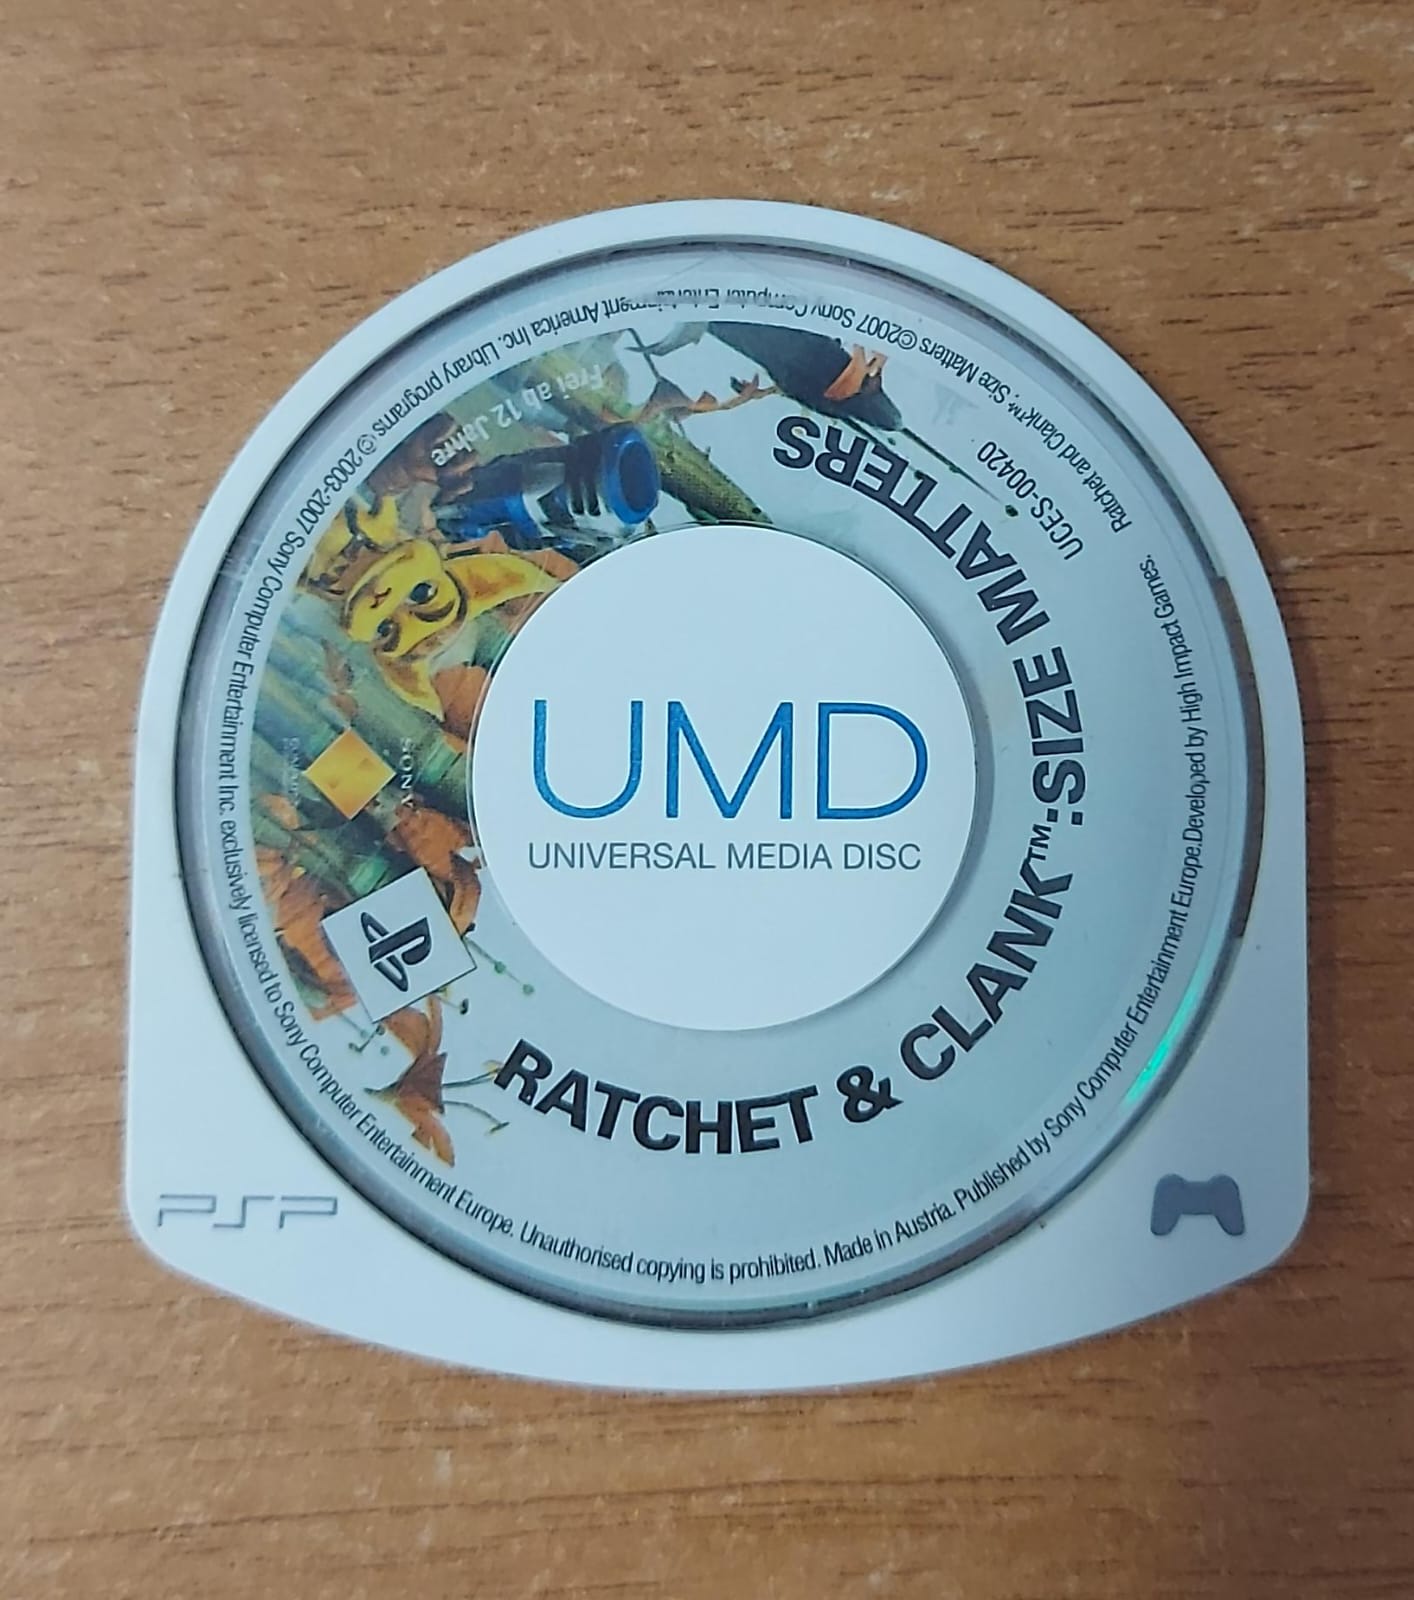 UMD
UNIVERSAL MEDIA DISC
RATCHET & CLANK™: SIZE MATTERS
UCES-00420
Frei ab 12 Jahre
SONY
PSP
Ratchet and Clank™: Size Matters ©2007 Sony Computer Entertainment America Inc. Library programs ©2003-2007 Sony Computer Entertainment Inc. exclusively licensed to Sony Computer Entertainment Europe. Unauthorised copying is prohibited. Made in Austria. Published by Sony Computer Entertainment Europe.Developed by High Impact Games.